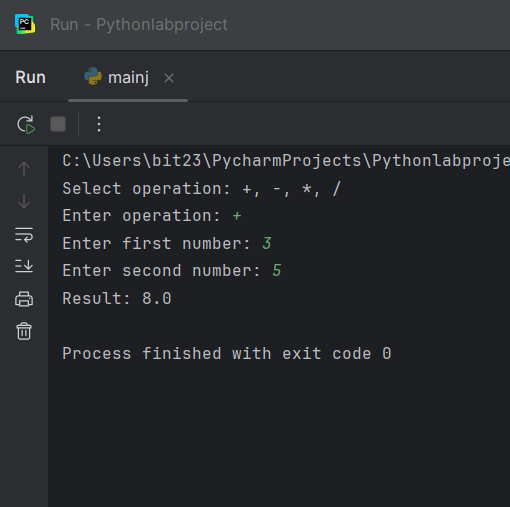 PC
Run - Pythonlabproject
Run
mainj
C:\Users\bit23\PycharmProjects\Pythonlabproje
Select operation: +, -, *, /
Enter operation: +
Enter first number: 3
Enter second number: 5
Result: 8.0
Process finished with exit code 0